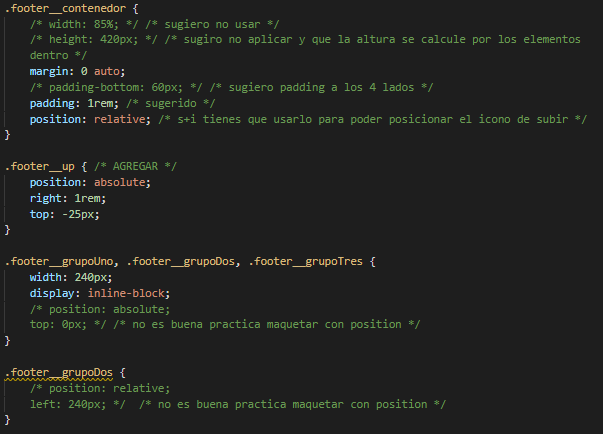 .footer__contenedor {
/* width: 85%; */ /* sugiero no usar */
/* height: 420px; */ /* sugiro no aplicar y que la altura se calcule por los elementos
dentro */
margin: 0 auto;
/* padding-bottom: 60px; */ /* sugiero padding a los 4 lados */
padding: 1rem; /* sugerido */
position: relative; /* s+i tienes que usarlo para poder posicionar el icono de subir */
}
.footer__up { /* AGREGAR */
position: absolute;
right: 1rem;
top: -25px;
}
.footer__grupoUno, .footer__grupoDos, .footer__grupoTres {
width: 240px;
display: inline-block;
/* position: absolute;
top: 0px; */ /* no es buena practica maquetar con position */
}
.footer__grupoDos {
/* position: relative;
left: 240px; */  /* no es buena practica maquetar con position */
}